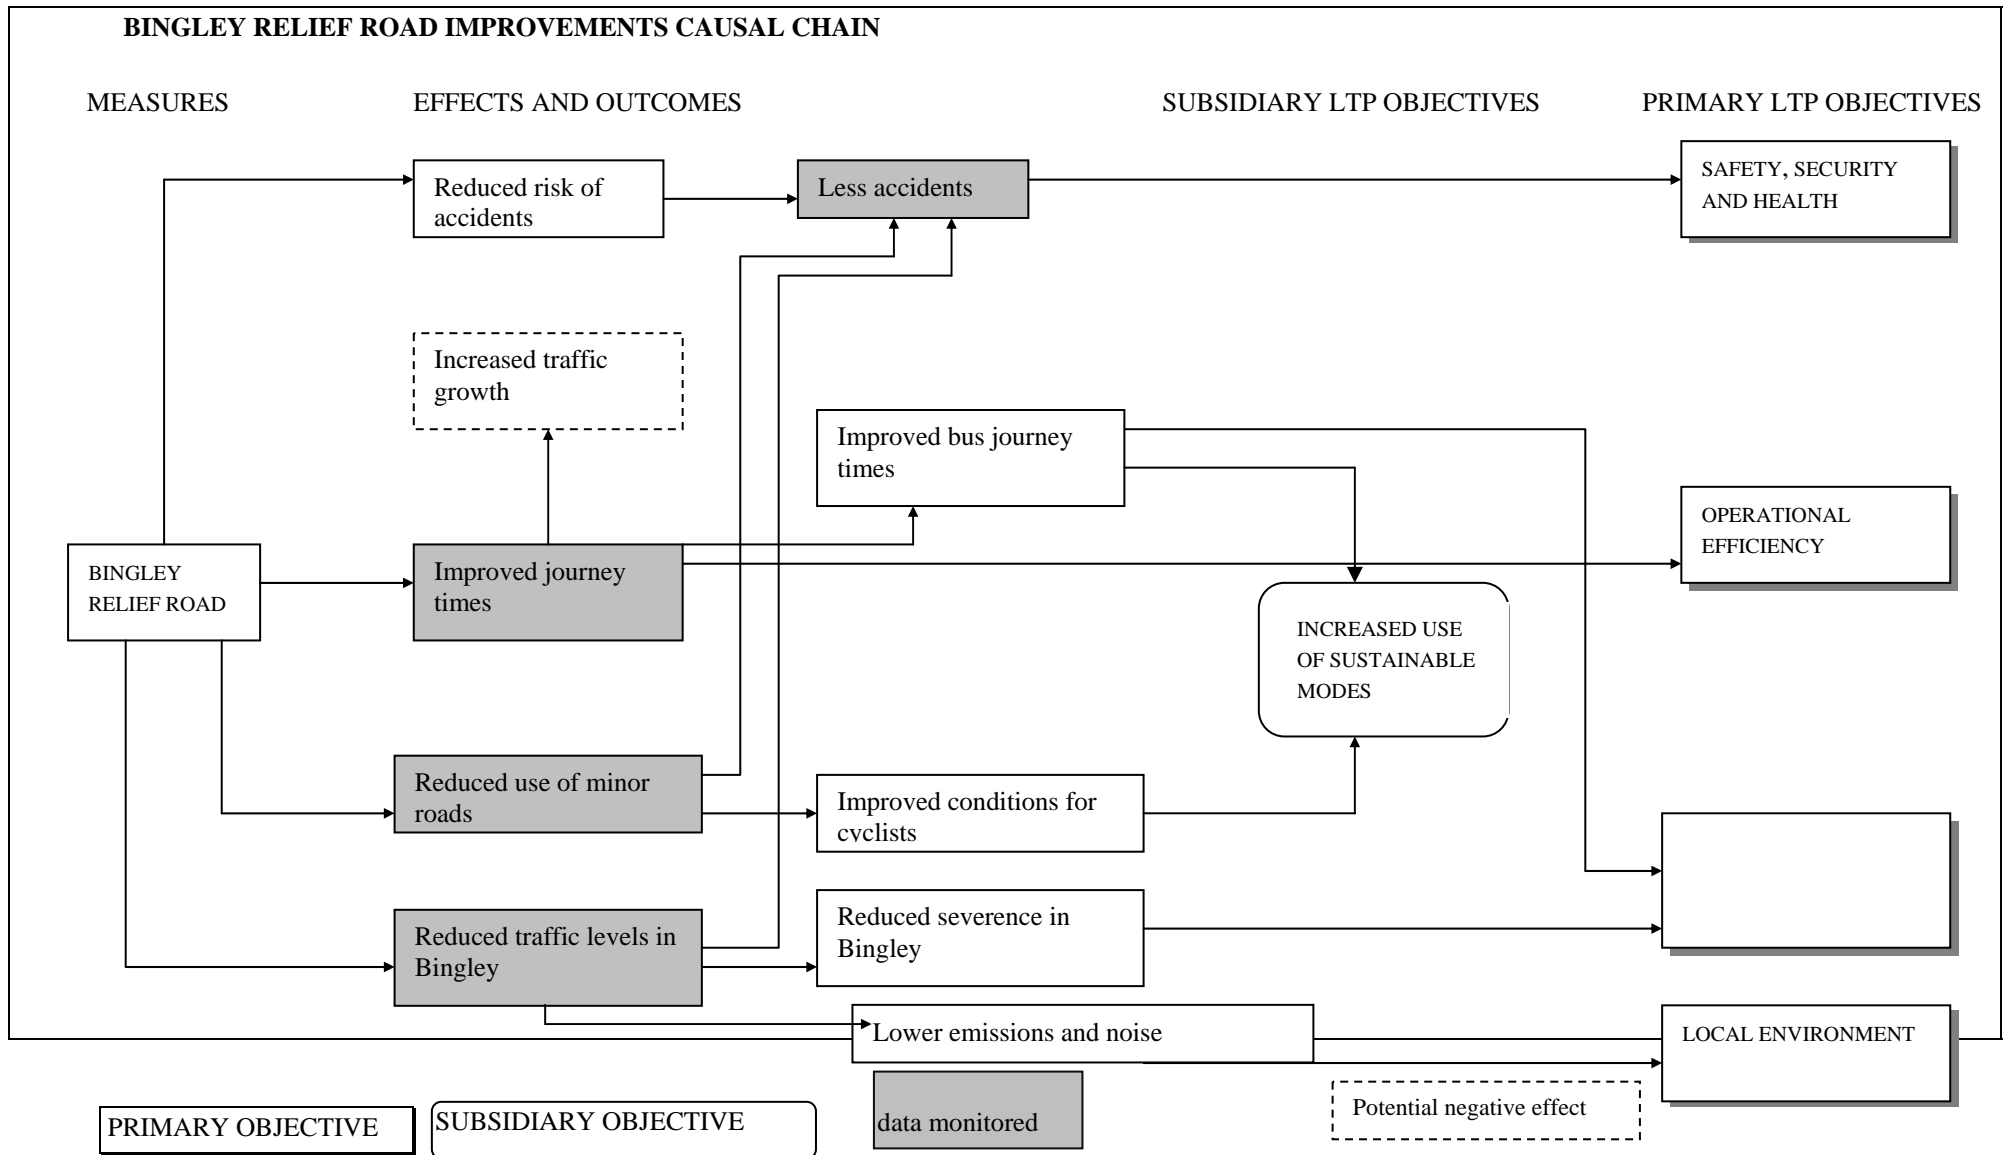 BINGLEY RELIEF ROAD IMPROVEMENTS CAUSAL CHAIN
MEASURES
EFFECTS AND OUTCOMES
SUBSIDIARY LTP OBJECTIVES
PRIMARY LTP OBJECTIVES
Reduced risk of
accidents
Less accidents
SAFETY, SECURITY
AND HEALTH
Increased traffic
growth
Improved bus journey
times
OPERATIONAL
EFFICIENCY
BINGLEY
RELIEF ROAD
Improved journey
times
INCREASED USE
OF SUSTAINABLE
MODES
Reduced use of minor
roads
Improved conditions for
cyclists
Reduced traffic levels in
Bingley
Reduced severence in
Bingley
Lower emissions and noise
LOCAL ENVIRONMENT
PRIMARY OBJECTIVE
SUBSIDIARY OBJECTIVE
data monitored
Potential negative effect